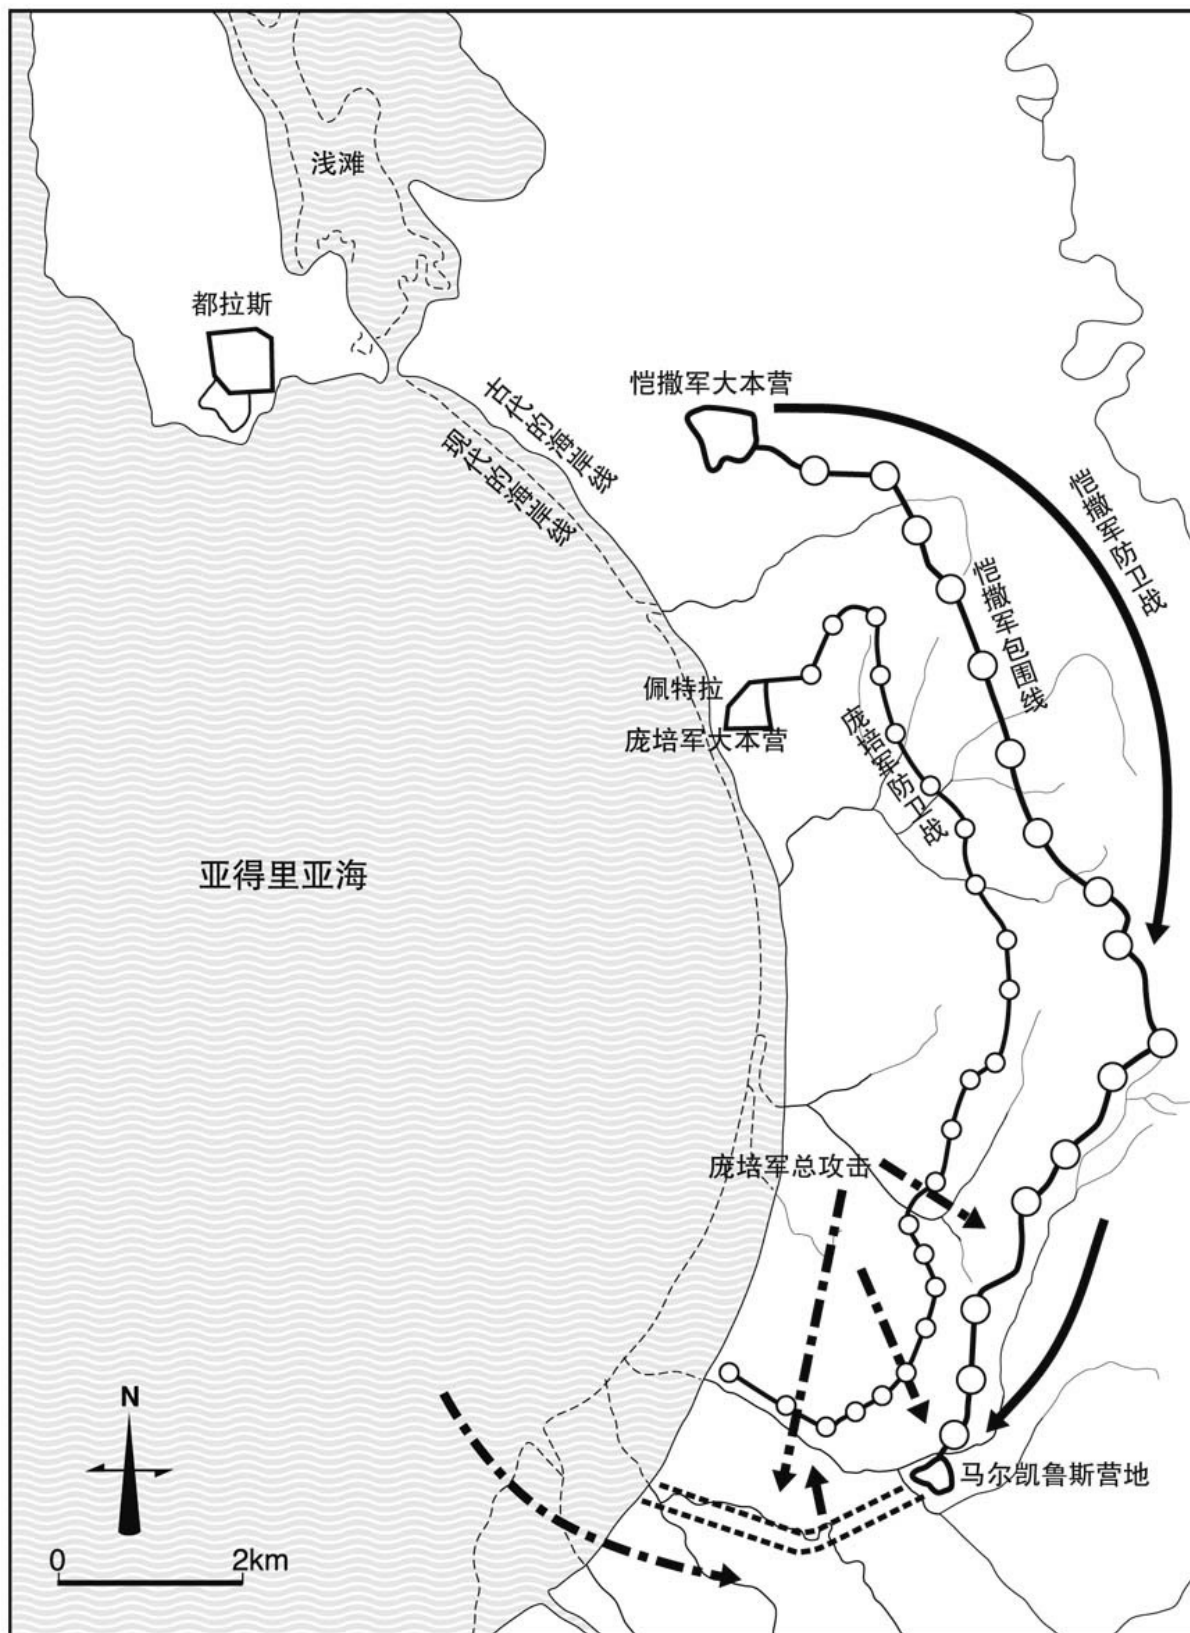 浅滩
都拉斯
恺撒军大本营
古代的海岸线
现代的海岸线
恺撒军防卫战
恺撒军包围线
佩特拉
庞培军大本营
庞培军防卫战
亚得里亚海
庞培军总攻击
马尔凯鲁斯营地
N
0 2km